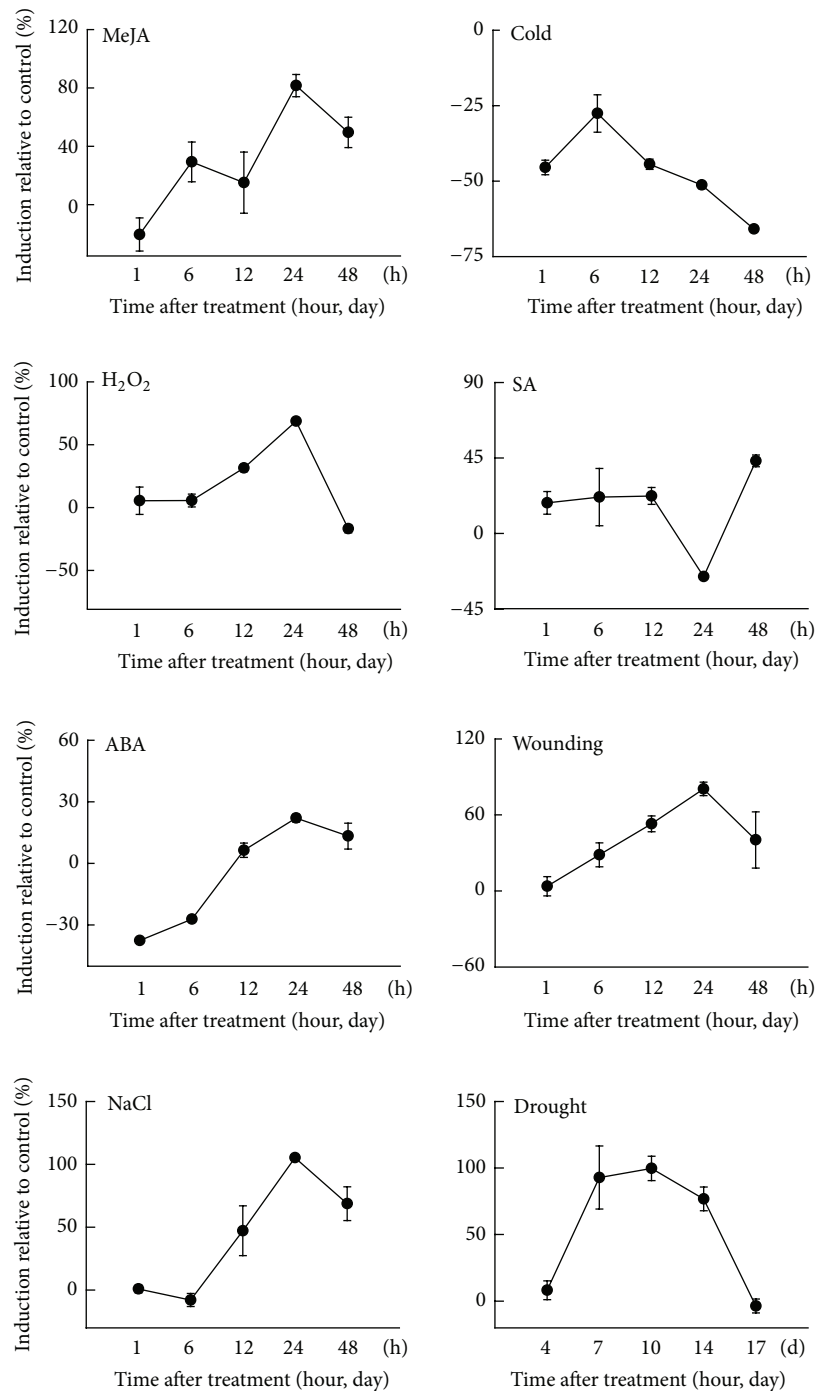 MeJA
Induction relative to control (%)
120
80
40
0
1 6 12 24 48 (h)
Time after treatment (hour, day)
Cold
0
−25
−50
−75
1 6 12 24 48 (h)
Time after treatment (hour, day)
H2O2
Induction relative to control (%)
100
50
0
−50
1 6 12 24 48 (h)
Time after treatment (hour, day)
SA
90
45
0
−45
1 6 12 24 48 (h)
Time after treatment (hour, day)
ABA
Induction relative to control (%)
60
30
0
−30
1 6 12 24 48 (h)
Time after treatment (hour, day)
Wounding
120
60
0
−60
1 6 12 24 48 (h)
Time after treatment (hour, day)
NaCl
Induction relative to control (%)
150
100
50
0
1 6 12 24 48 (h)
Time after treatment (hour, day)
Drought
150
100
50
0
4 7 10 14 17 (d)
Time after treatment (hour, day)